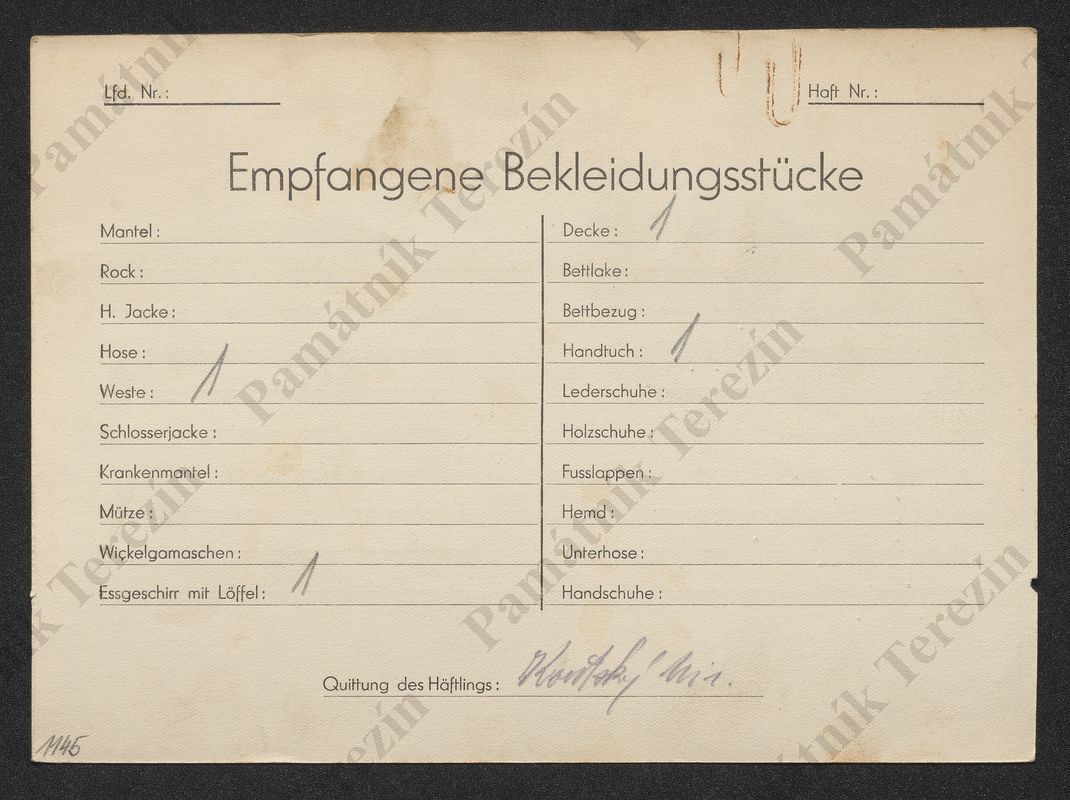 Lfd. Nr.:
Haft Nr.:
Empfangene Bekleidungsstücke
Mantel:
Rock:
H. Jacke:
Hose:
Weste: 1
Schlosserjacke:
Krankenmantel:
Mütze:
Wickelgamaschen:
Essgeschirr mit Löffel: 1
Decke: 1
Bettlake:
Bettbezug:
Handtuch: 1
Lederschuhe:
Holzschuhe:
Fusslappen:
Hemd:
Unterhose:
Handschuhe:
Quittung des Häftlings:
1145
Památník Terezín